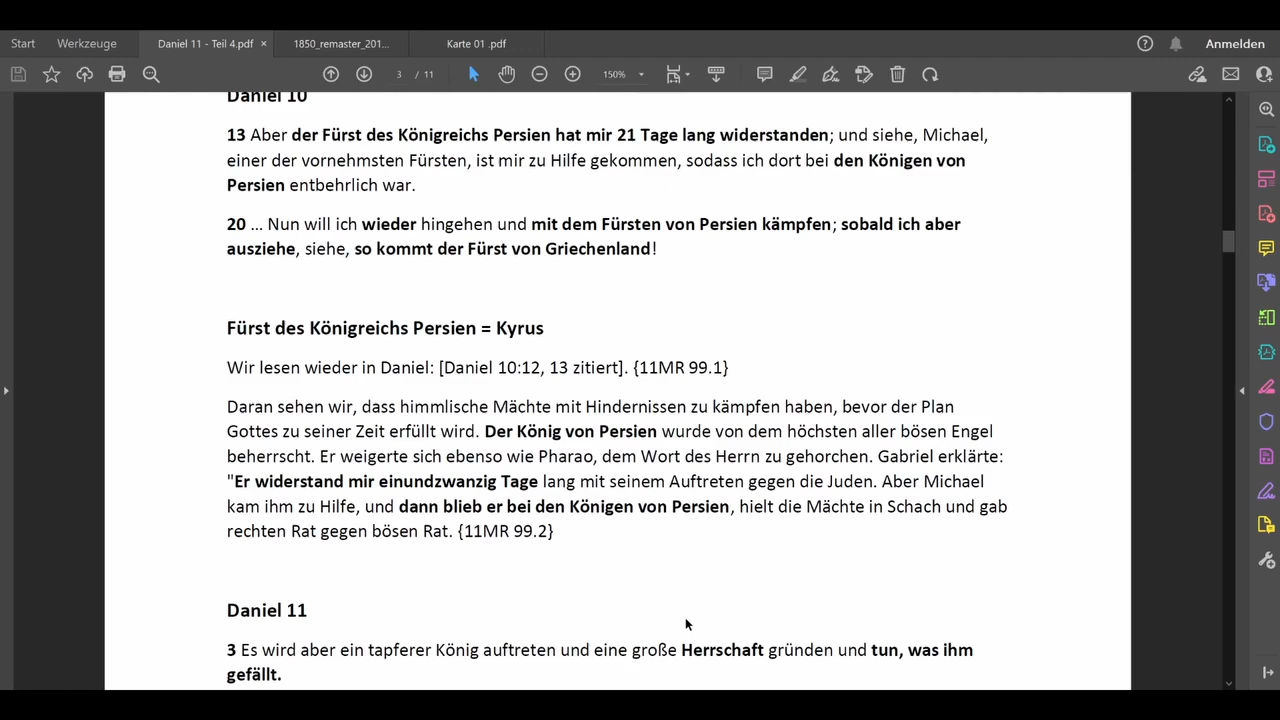 Start Werkzeuge Daniel 11 - Teil 4.pdf × 1850_remaster_201... Karte 01 .pdf Anmelden
3 / 11 150%
Daniel 10
13 Aber der Fürst des Königreichs Persien hat mir 21 Tage lang widerstanden; und siehe, Michael,
einer der vornehmsten Fürsten, ist mir zu Hilfe gekommen, sodass ich dort bei den Königen von
Persien entbehrlich war.
20 ... Nun will ich wieder hingehen und mit dem Fürsten von Persien kämpfen; sobald ich aber
ausziehe, siehe, so kommt der Fürst von Griechenland!
Fürst des Königreichs Persien = Kyrus
Wir lesen wieder in Daniel: [Daniel 10:12, 13 zitiert]. {11MR 99.1}
Daran sehen wir, dass himmlische Mächte mit Hindernissen zu kämpfen haben, bevor der Plan
Gottes zu seiner Zeit erfüllt wird. Der König von Persien wurde von dem höchsten aller bösen Engel
beherrscht. Er weigerte sich ebenso wie Pharao, dem Wort des Herrn zu gehorchen. Gabriel erklärte:
"Er widerstand mir einundzwanzig Tage lang mit seinem Auftreten gegen die Juden. Aber Michael
kam ihm zu Hilfe, und dann blieb er bei den Königen von Persien, hielt die Mächte in Schach und gab
rechten Rat gegen bösen Rat. {11MR 99.2}
Daniel 11
3 Es wird aber ein tapferer König auftreten und eine große Herrschaft gründen und tun, was ihm
gefällt.